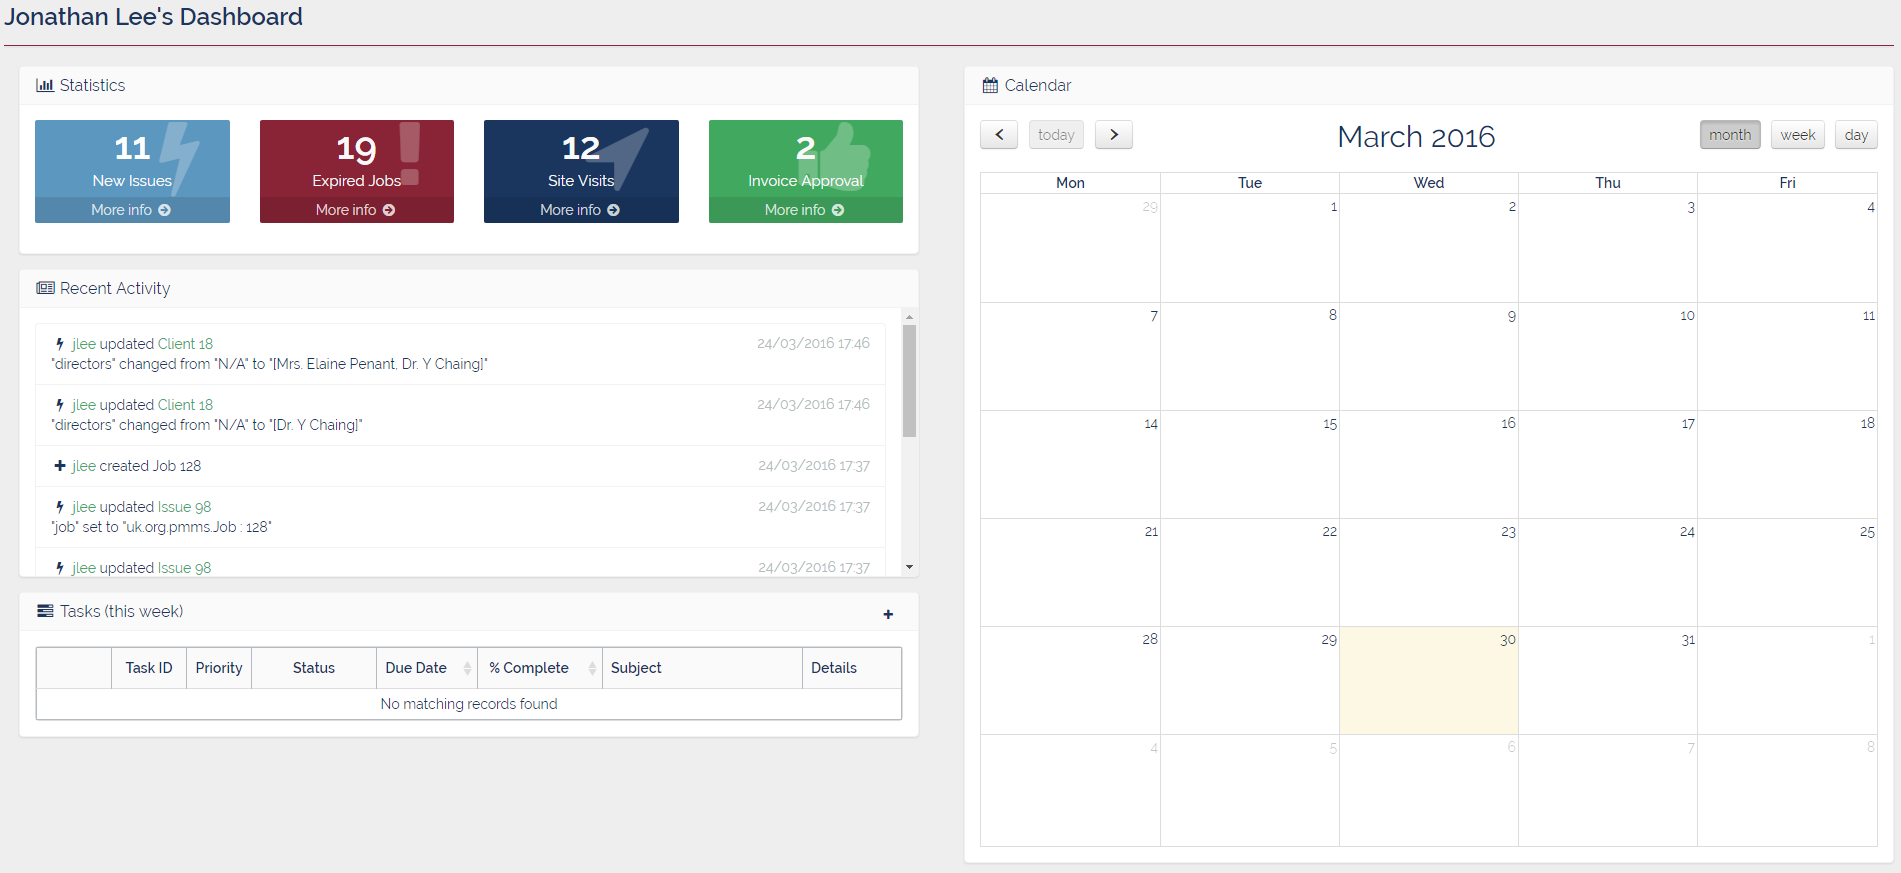 Jonathan Lee's Dashboard
Statistics
11
New Issues
More info
19
Expired Jobs
More info
12
Site Visits
More info
2
Invoice Approval
More info
Recent Activity
jlee updated Client 18 24/03/2016 17:46
"directors" changed from "N/A" to "[Mrs. Elaine Penant, Dr. Y Chaing]"
jlee updated Client 18 24/03/2016 17:46
"directors" changed from "N/A" to "[Dr. Y Chaing]"
jlee created Job 128 24/03/2016 17:37
jlee updated Issue 98 24/03/2016 17:37
"job" set to "uk.org.pmms.Job : 128"
jlee updated Issue 98 24/03/2016 17:37
Tasks (this week)
Task ID Priority Status Due Date % Complete Subject Details
No matching records found
Calendar
today
March 2016
month week day
Mon Tue Wed Thu Fri
29 1 2 3 4
7 8 9 10 11
14 15 16 17 18
21 22 23 24 25
28 29 30 31 1
4 5 6 7 8